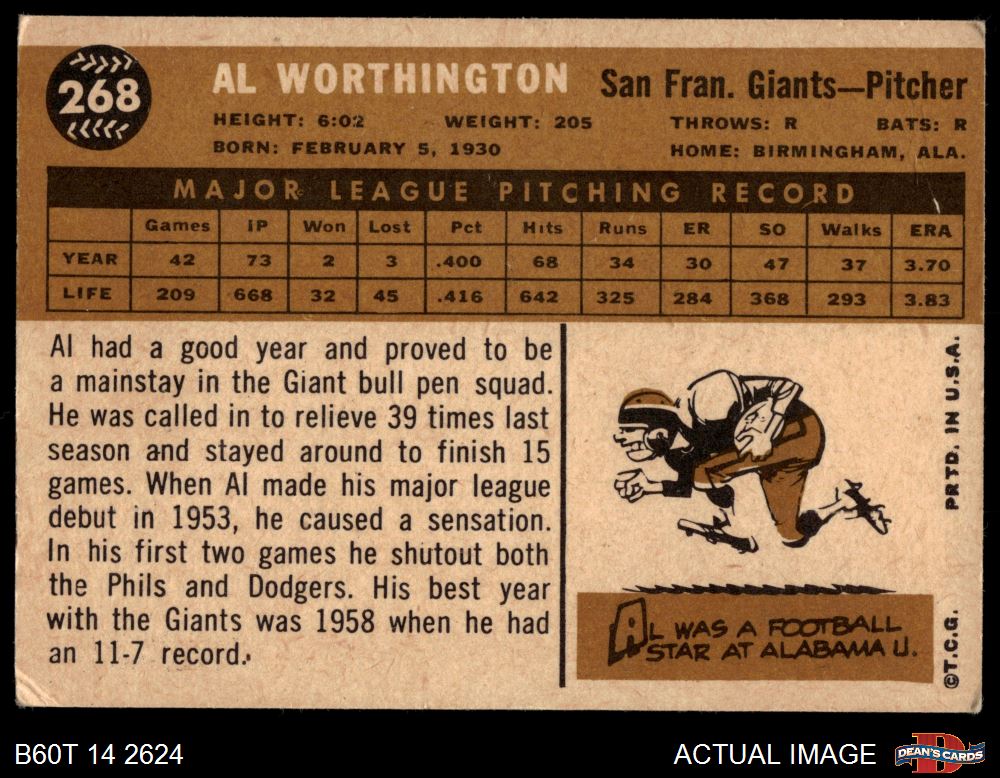 268
AL WORTHINGTON San Fran. Giants—Pitcher
HEIGHT: 6:02 WEIGHT: 205 THROWS: R BATS: R
BORN: FEBRUARY 5, 1930 HOME: BIRMINGHAM, ALA.
MAJOR LEAGUE PITCHING RECORD
Games IP Won Lost Pct Hits Runs ER SO Walks ERA
YEAR 42 73 2 3 .400 68 34 30 47 37 3.70
LIFE 209 668 32 45 .416 642 325 284 368 293 3.83
Al had a good year and proved to be
a mainstay in the Giant bull pen squad.
He was called in to relieve 39 times last
season and stayed around to finish 15
games. When Al made his major league
debut in 1953, he caused a sensation.
In his first two games he shutout both
the Phils and Dodgers. His best year
with the Giants was 1958 when he had
an 11-7 record.
AL WAS A FOOTBALL
STAR AT ALABAMA U.
©T.C.G. PRTD. IN U.S.A.
B60T 14 2624 ACTUAL IMAGE DEAN'S CARDS